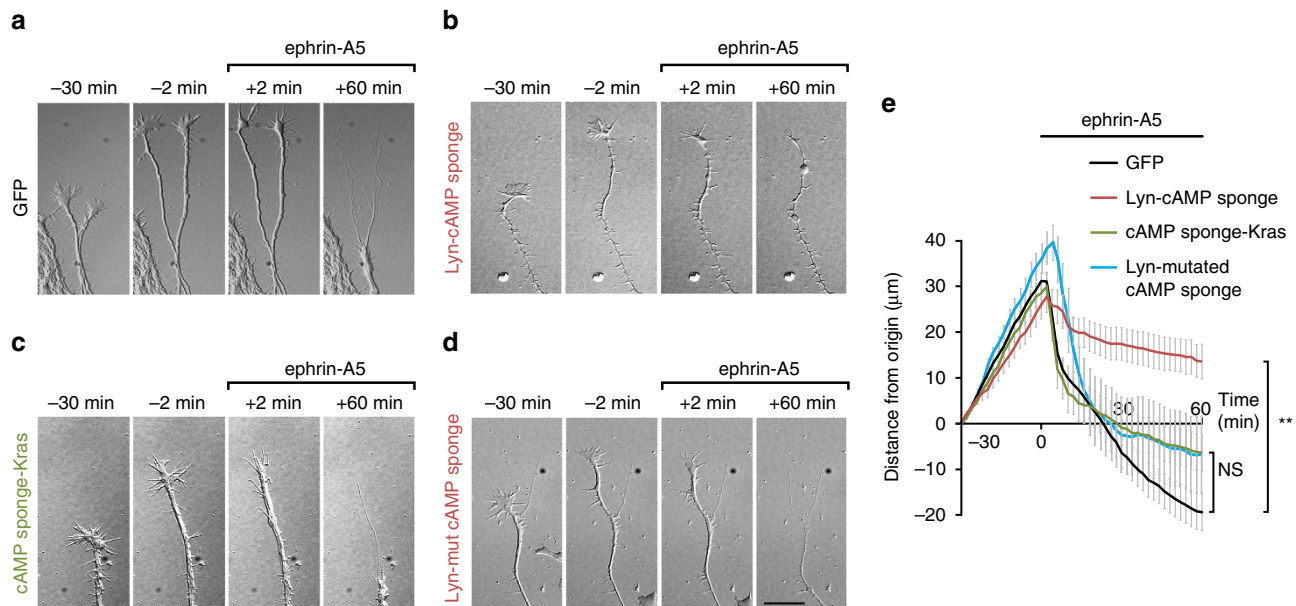 a
ephrin-A5
–30 min –2 min +2 min +60 min
GFP
b
ephrin-A5
–30 min –2 min +2 min +60 min
Lyn-cAMP sponge
c
ephrin-A5
–30 min –2 min +2 min +60 min
cAMP sponge-Kras
d
ephrin-A5
–30 min –2 min +2 min +60 min
Lyn-mut cAMP sponge
e
ephrin-A5
GFP
Lyn-cAMP sponge
cAMP sponge-Kras
Lyn-mutated
cAMP sponge
Distance from origin (μm)
40
30
20
10
0
–10
–20
–30 0 30 60
Time
(min)
NS
**